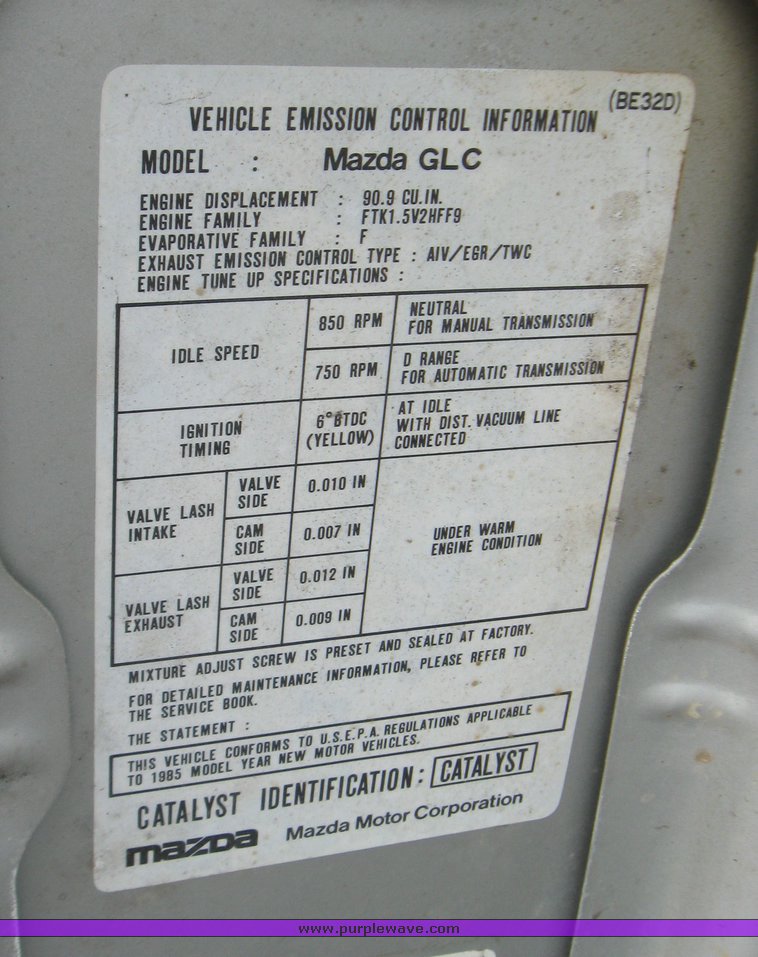 (BE32D)
VEHICLE EMISSION CONTROL INFORMATION
MODEL : Mazda GLC
ENGINE DISPLACEMENT : 90.9 CU.IN.
ENGINE FAMILY : FTK1.5V2HFF9
EVAPORATIVE FAMILY : F
EXHAUST EMISSION CONTROL TYPE : AIV/EGR/TWC
ENGINE TUNE UP SPECIFICATIONS :
IDLE SPEED
850 RPM
NEUTRAL
FOR MANUAL TRANSMISSION
750 RPM
D RANGE
FOR AUTOMATIC TRANSMISSION
IGNITION
TIMING
6°BTDC
(YELLOW)
AT IDLE
WITH DIST. VACUUM LINE
CONNECTED
VALVE LASH
INTAKE
VALVE
SIDE
0.010 IN
CAM
SIDE
0.007 IN
VALVE LASH
EXHAUST
VALVE
SIDE
0.012 IN
CAM
SIDE
0.009 IN
UNDER WARM
ENGINE CONDITION
MIXTURE ADJUST SCREW IS PRESET AND SEALED AT FACTORY.
FOR DETAILED MAINTENANCE INFORMATION, PLEASE REFER TO
THE SERVICE BOOK.
THE STATEMENT :
THIS VEHICLE CONFORMS TO U.S.E.P.A. REGULATIONS APPLICABLE
TO 1985 MODEL YEAR NEW MOTOR VEHICLES.
CATALYST IDENTIFICATION: CATALYST
mazda Mazda Motor Corporation
www.purplewave.com